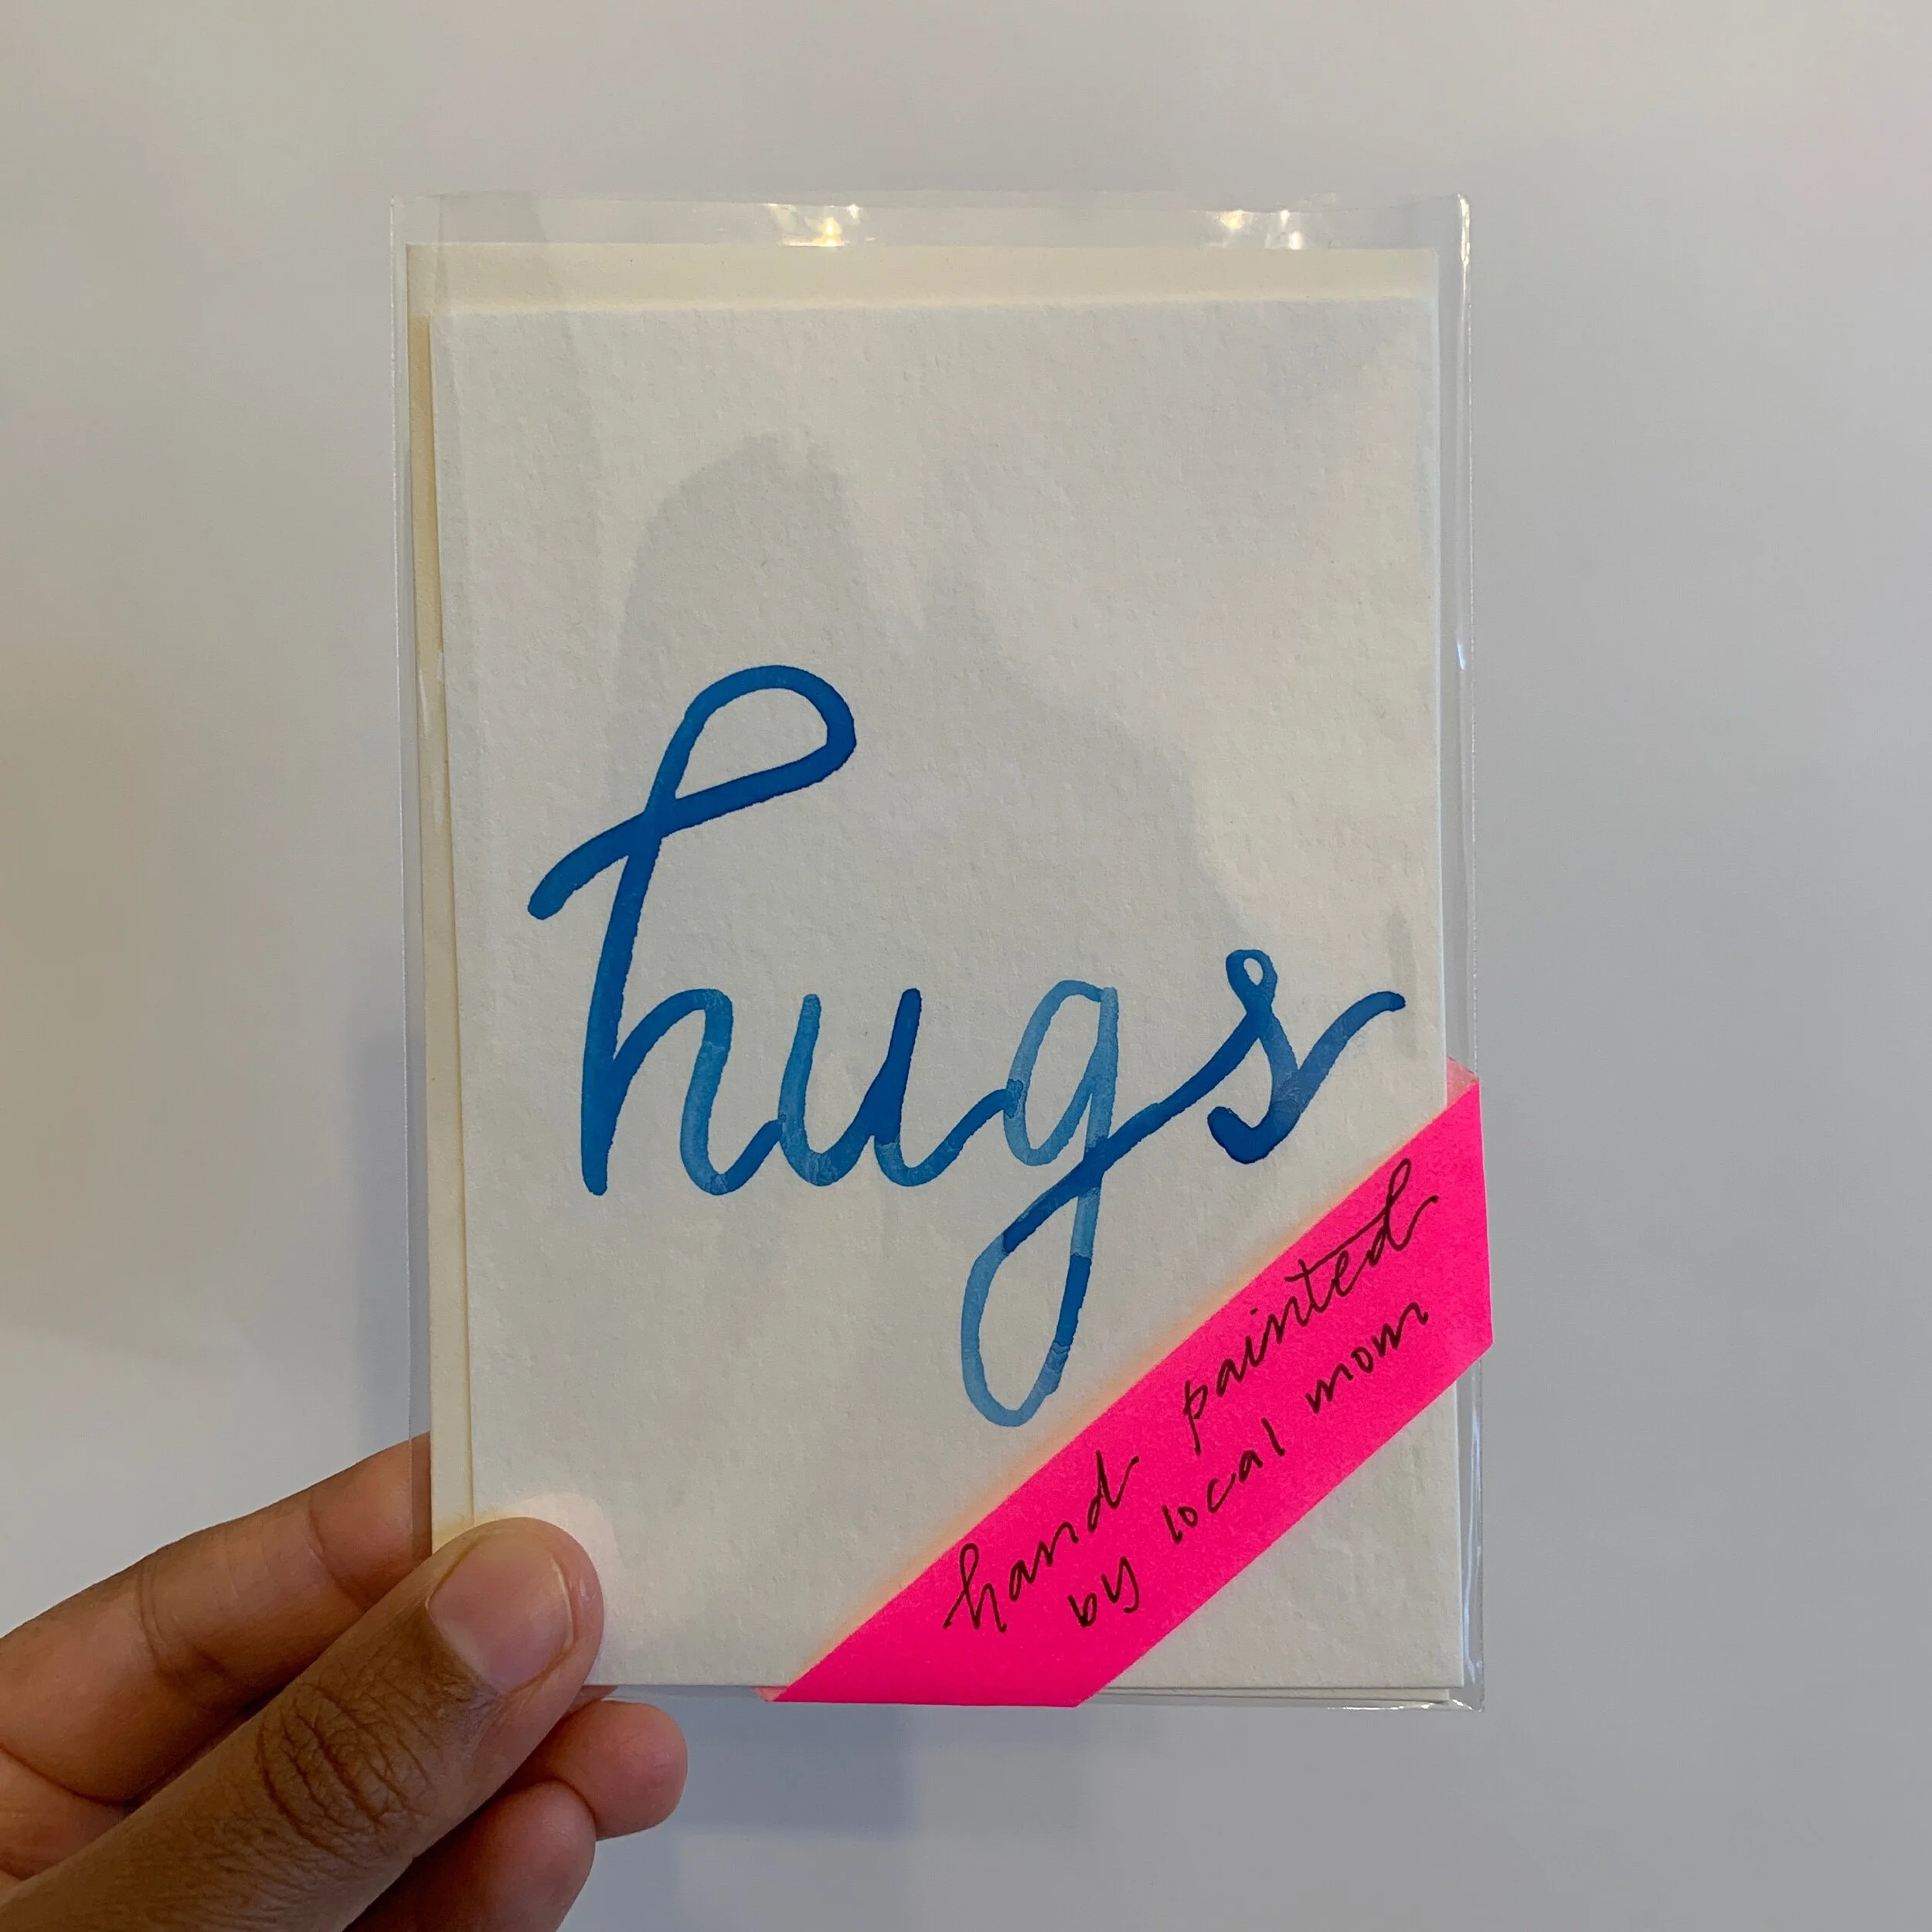 hugs
hand painted
by local mom